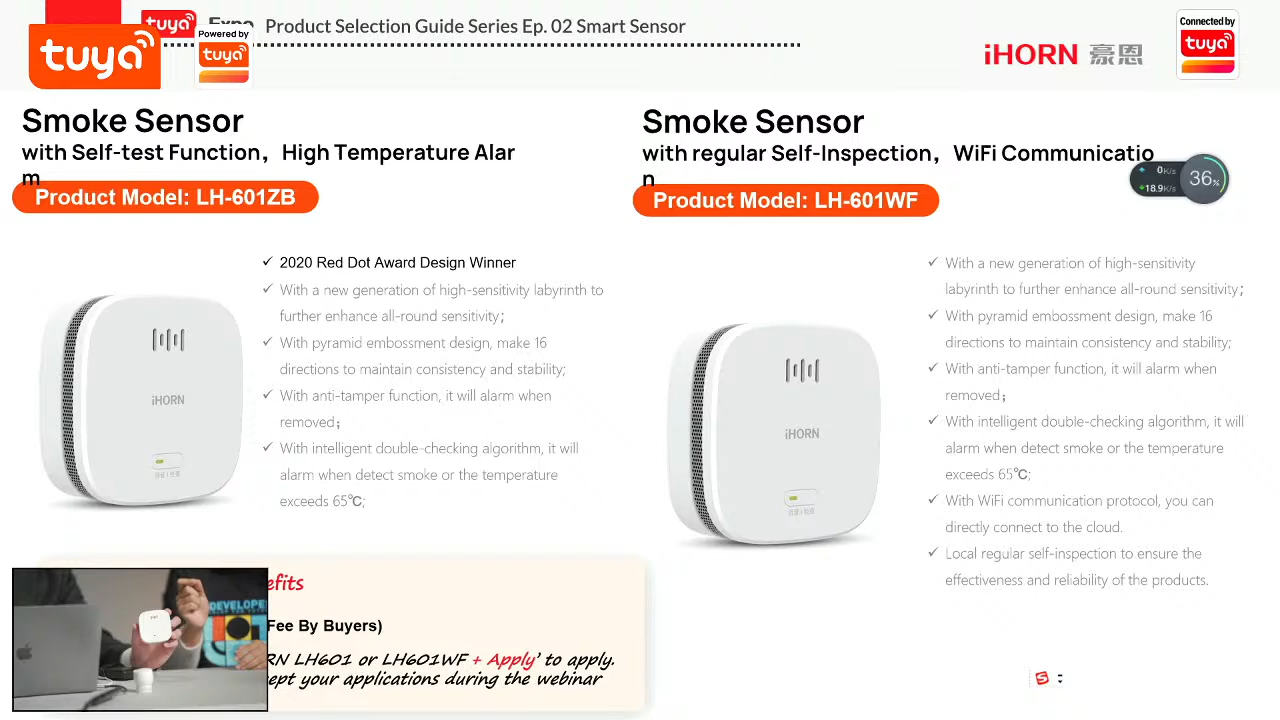 tuya
Expo
Product Selection Guide Series Ep. 02 Smart Sensor
tuya
Powered by
tuya
iHORN 豪恩
Connected by
tuya
Smoke Sensor
with Self-test Function，High Temperature Alar
m
Product Model: LH-601ZB
✓ 2020 Red Dot Award Design Winner
✓ With a new generation of high-sensitivity labyrinth to
further enhance all-round sensitivity；
✓ With pyramid embossment design, make 16
directions to maintain consistency and stability;
✓ With anti-tamper function, it will alarm when
removed；
✓ With intelligent double-checking algorithm, it will
alarm when detect smoke or the temperature
exceeds 65℃;
iHORN
Smoke Sensor
with regular Self-Inspection，WiFi Communicatio
n
Product Model: LH-601WF
0K/s
18.9K/s
36%
✓ With a new generation of high-sensitivity
labyrinth to further enhance all-round sensitivity；
✓ With pyramid embossment design, make 16
directions to maintain consistency and stability;
✓ With anti-tamper function, it will alarm when
removed；
✓ With intelligent double-checking algorithm, it will
alarm when detect smoke or the temperature
exceeds 65℃;
✓ With WiFi communication protocol, you can
directly connect to the cloud.
✓ Local regular self-inspection to ensure the
effectiveness and reliability of the products.
iHORN
efits
Fee By Buyers)
RN LH601 or LH601WF + Apply’ to apply.
ept your applications during the webinar
DEVELOPE
S